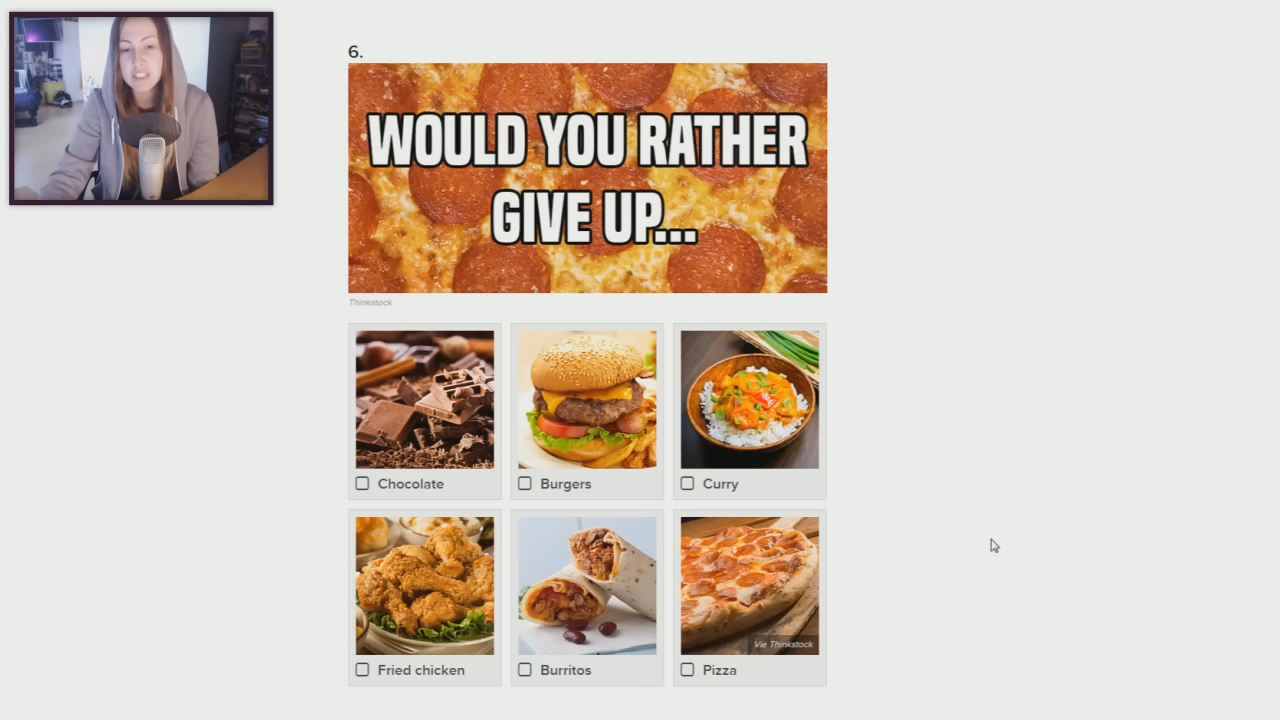 6.
WOULD YOU RATHER
GIVE UP...
Thinkstock
Chocolate
Burgers
Curry
Fried chicken
Burritos
Via Thinkstock
Pizza